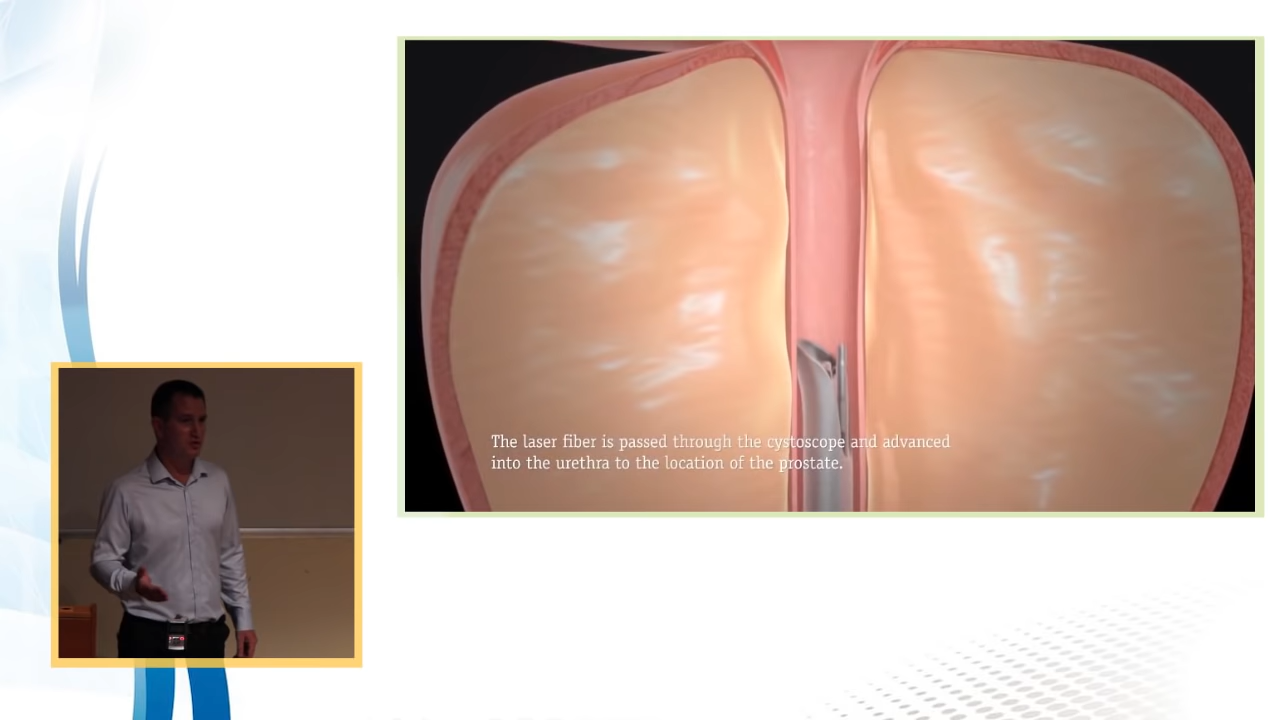 The laser fiber is passed through the cystoscope and advanced
into the urethra to the location of the prostate.